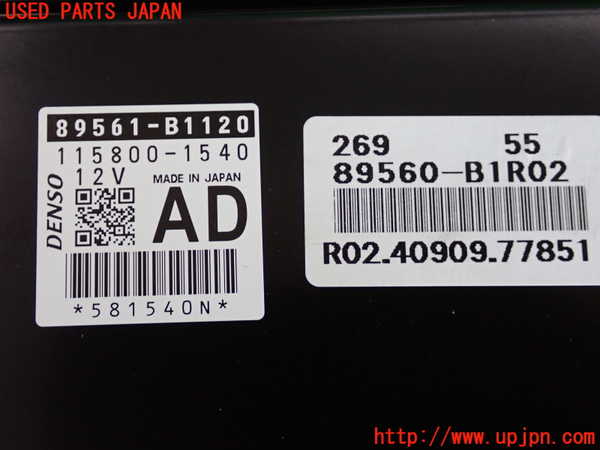 USED PARTS JAPAN
89561-B1120
115800-1540
12V
MADE IN JAPAN
DENSO
AD
*581540N*
269 55
89560-B1R02
R02.40909.77851
http://www.upjpn.com/